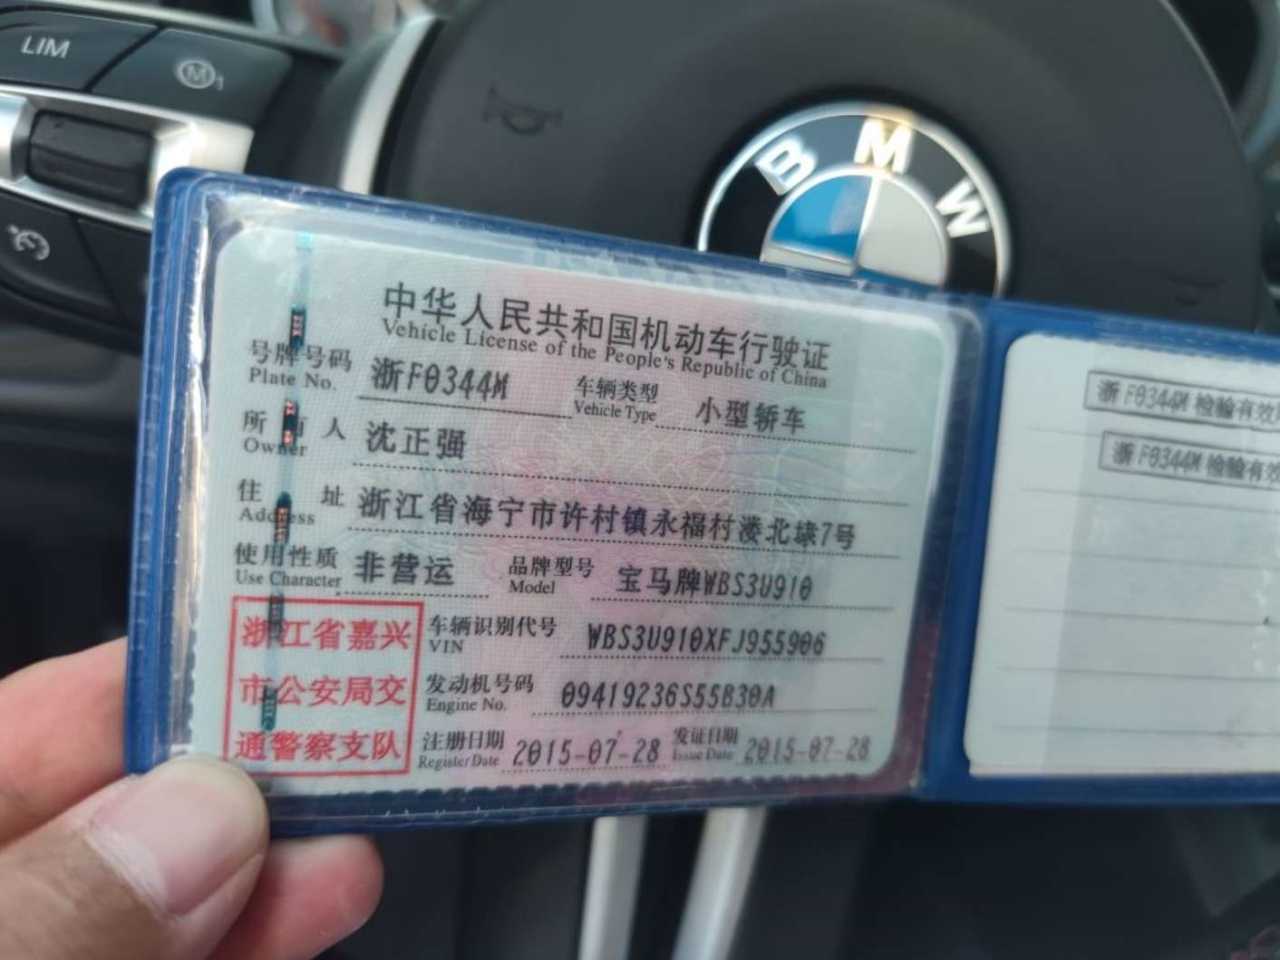 LIM
M1
BMW
中华人民共和国机动车行驶证
Vehicle License of the People's Republic of China
号牌号码 浙F0344M 车辆类型 小型轿车
Plate No. Vehicle Type
所 人 沈正强
Owner
住 址 浙江省海宁市许村镇永福村溇北埭7号
Address
使用性质 非营运 品牌型号 宝马牌WBS3U910
Use Character Model
浙江省嘉兴 车辆识别代号 WBS3U910XFJ955906
VIN
市公安局交 发动机号码 09419236S55B30A
Engine No.
通警察支队 注册日期 2015-07-28 发证日期 2015-07-28
Register Date Issue Date
浙F0344M 检验有效
浙F0344M 检验有效